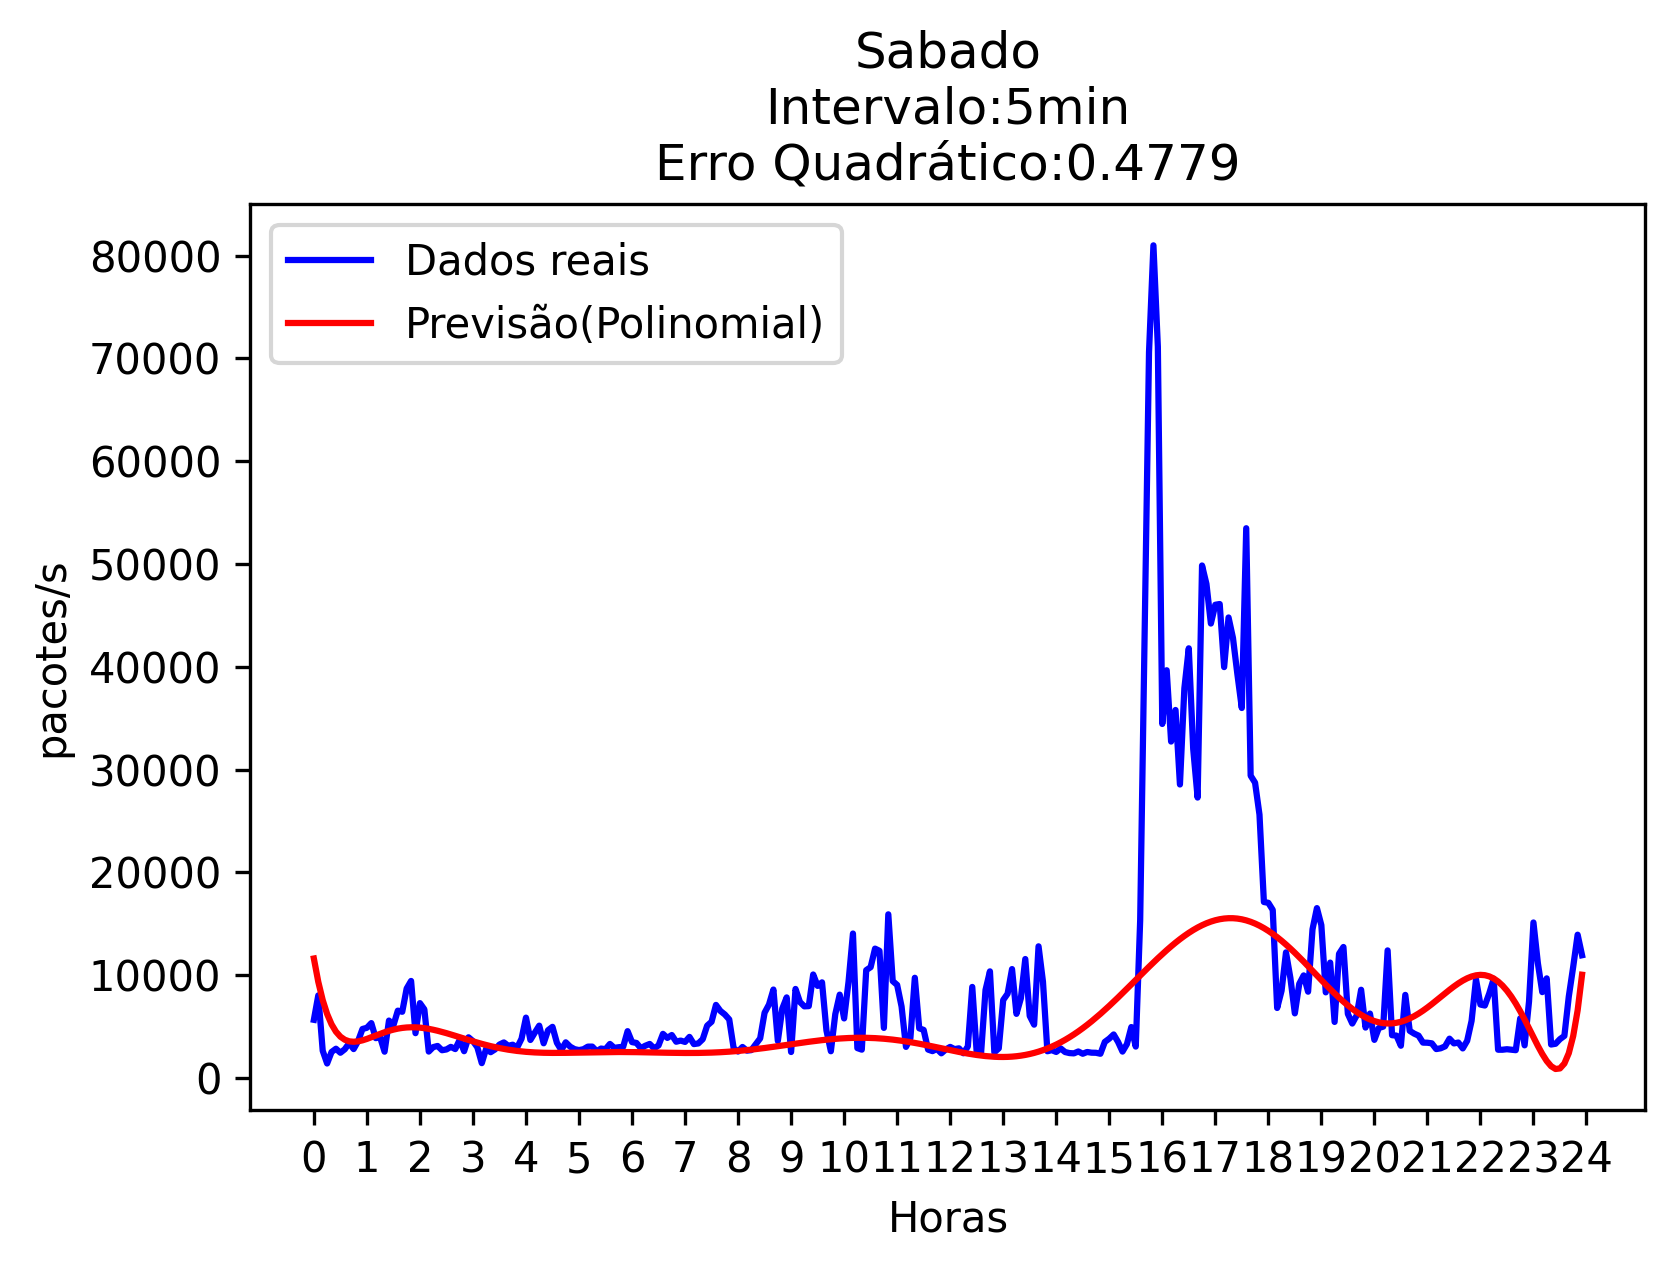 Sabado
Intervalo:5min
Erro Quadrático:0.4779
Dados reais
Previsão(Polinomial)
80000
70000
60000
50000
40000
30000
20000
10000
0
pacotes/s
0 1 2 3 4 5 6 7 8 9 10 11 12 13 14 15 16 17 18 19 20 21 22 23 24
Horas